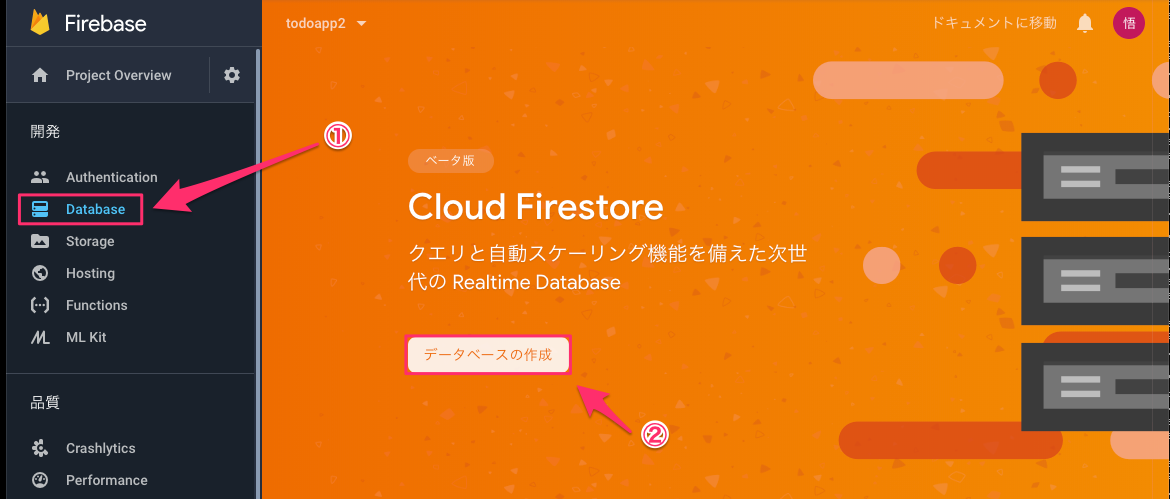 Firebase
todoapp2
ドキュメントに移動
悟
Project Overview
開発
①
Authentication
ベータ版
Database
Cloud Firestore
Storage
クエリと自動スケーリング機能を備えた次世
代の Realtime Database
Hosting
Functions
ML Kit
データベースの作成
品質
②
Crashlytics
Performance